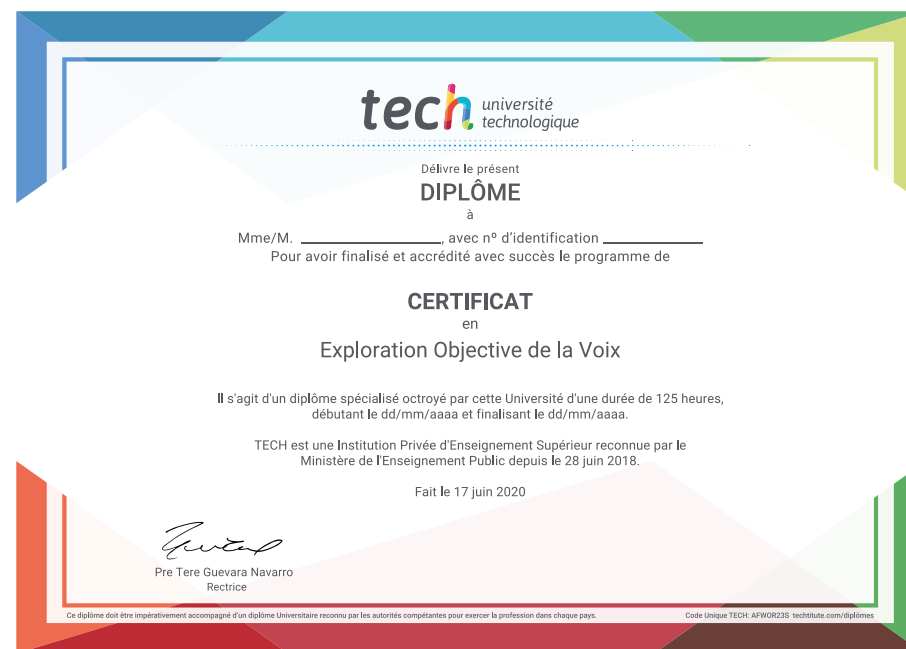 tech université
technologique
Délivre le présent
DIPLÔME
à
Mme/M. ____________________, avec nº d'identification ______________
Pour avoir finalisé et accrédité avec succès le programme de
CERTIFICAT
en
Exploration Objective de la Voix
Il s'agit d'un diplôme spécialisé octroyé par cette Université d'une durée de 125 heures,
débutant le dd/mm/aaaa et finalisant le dd/mm/aaaa.
TECH est une Institution Privée d'Enseignement Supérieur reconnue par le
Ministère de l'Enseignement Public depuis le 28 juin 2018.
Fait le 17 juin 2020
Pre Tere Guevara Navarro
Rectrice
Ce diplôme doit être impérativement accompagné d'un diplôme Universitaire reconnu par les autorités compétantes pour exercer la profession dans chaque pays.
Code Unique TECH: AFWOR23S techtitute.com/diplômes